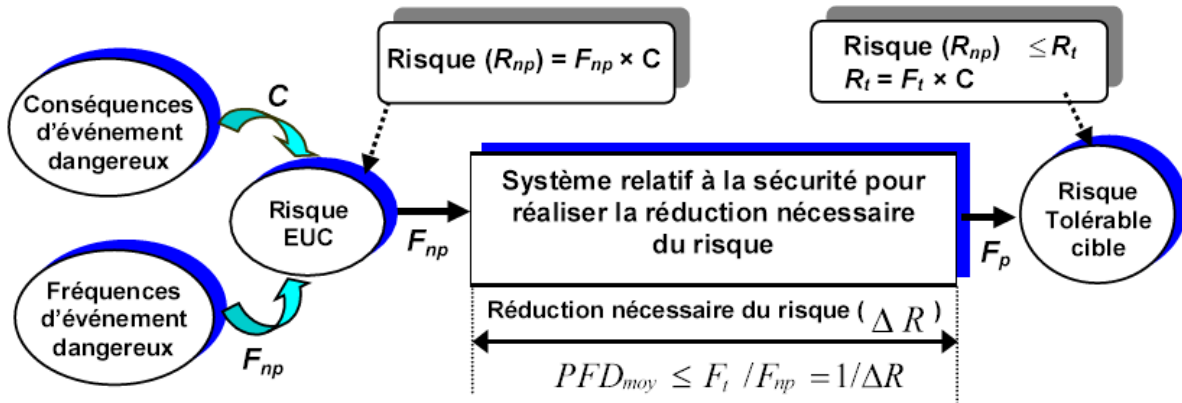 Risque (Rnp) = Fnp × C
Risque (Rnp) ≤ Rt
Rt = Ft × C
Conséquences
d'événement
dangereux
C
Risque
EUC
Fnp
Système relatif à la sécurité pour
réaliser la réduction nécessaire
du risque
Fp
Risque
Tolérable
cible
Fréquences
d'événement
dangereux
Fnp
Réduction nécessaire du risque ( Δ R )
PFDmoy ≤ Ft / Fnp = 1/ΔR